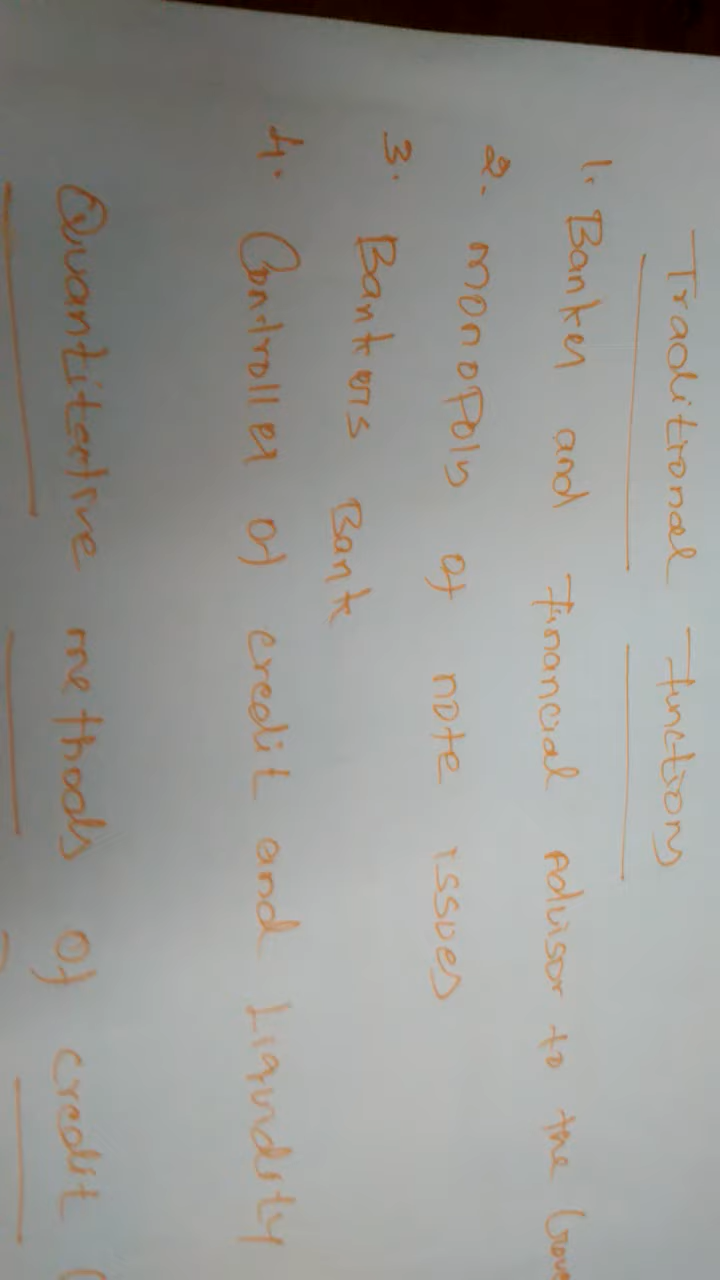 Traditional Functions
1. Banker and Financial Advisor to the Gove
2. monopoly of note issues
3. Bankers Bank
4. Controller of credit and Liquidity
Quantitative methods of credit